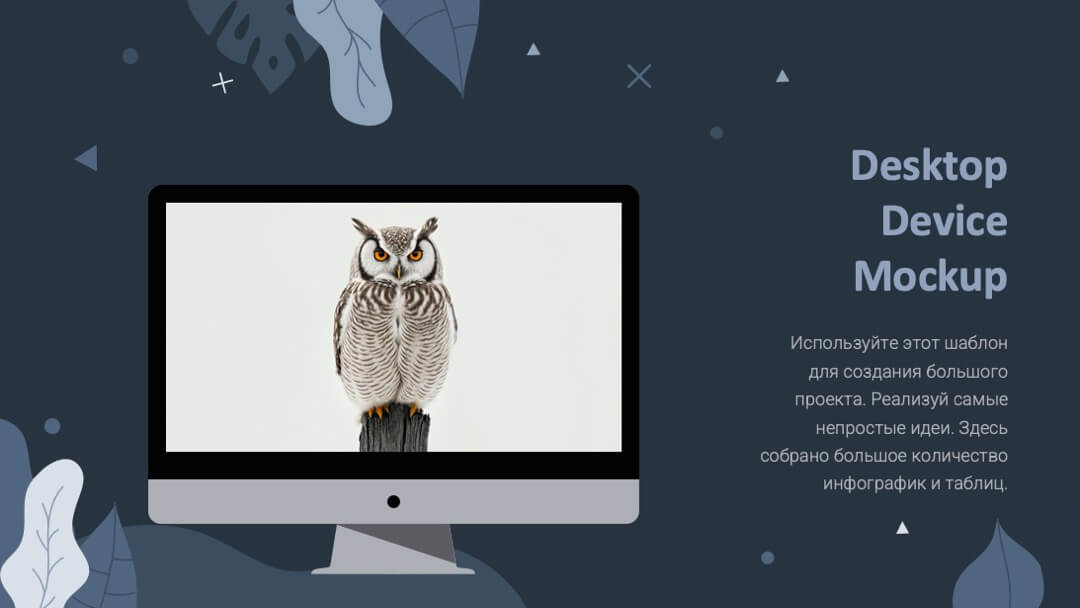 Desktop
Device
Mockup
Используйте этот шаблон
для создания большого
проекта. Реализуй самые
непростые идеи. Здесь
собрано большое количество
инфографик и таблиц.